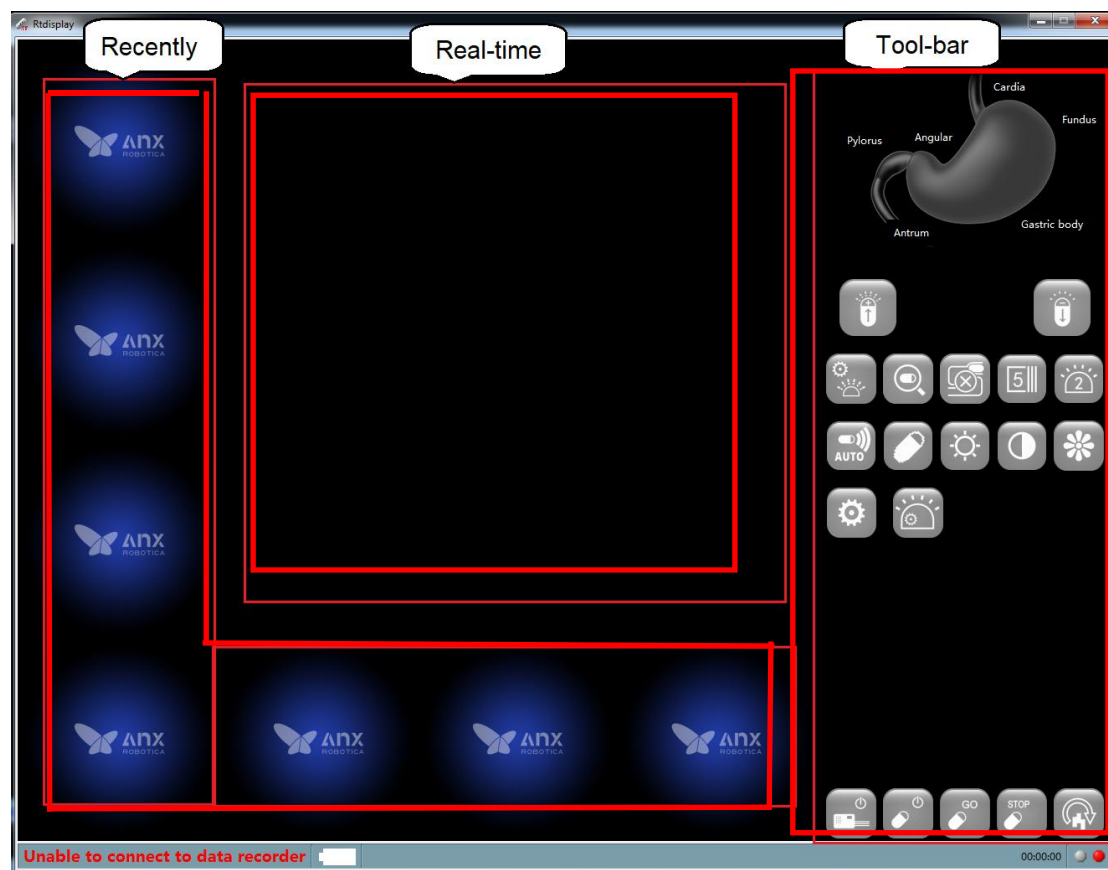 Rtdisplay
Recently
Real-time
Tool-bar
Cardia
Fundus
Pylorus
Angular
Gastric body
Antrum
ANX
ROBOTICA
ANX
ROBOTICA
ANX
ROBOTICA
5
2
AUTO
ANX
ROBOTICA
ANX
ROBOTICA
ANX
ROBOTICA
ANX
ROBOTICA
GO
STOP
Unable to connect to data recorder
00:00:00